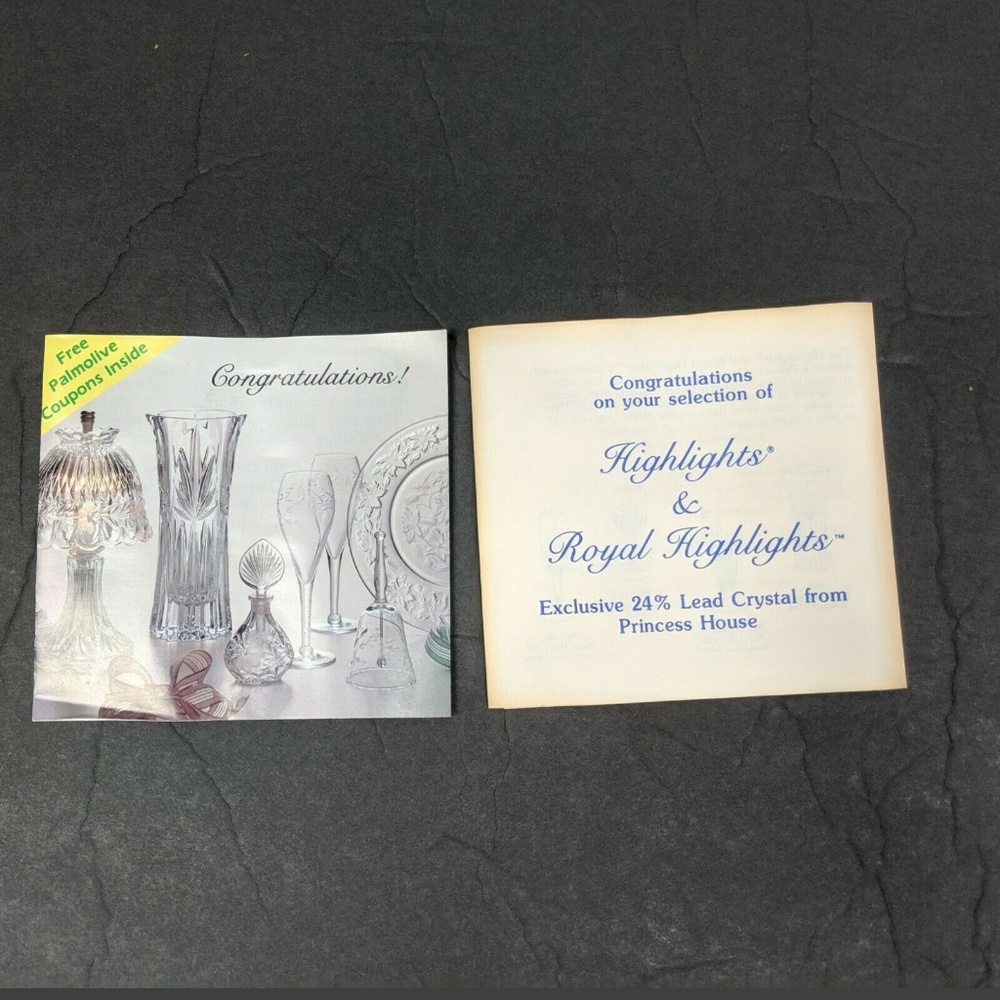 Free
Palmolive
Coupons Inside
Congratulations!
Congratulations
on your selection of
Highlights®
&
Royal Highlights™
Exclusive 24% Lead Crystal from
Princess House